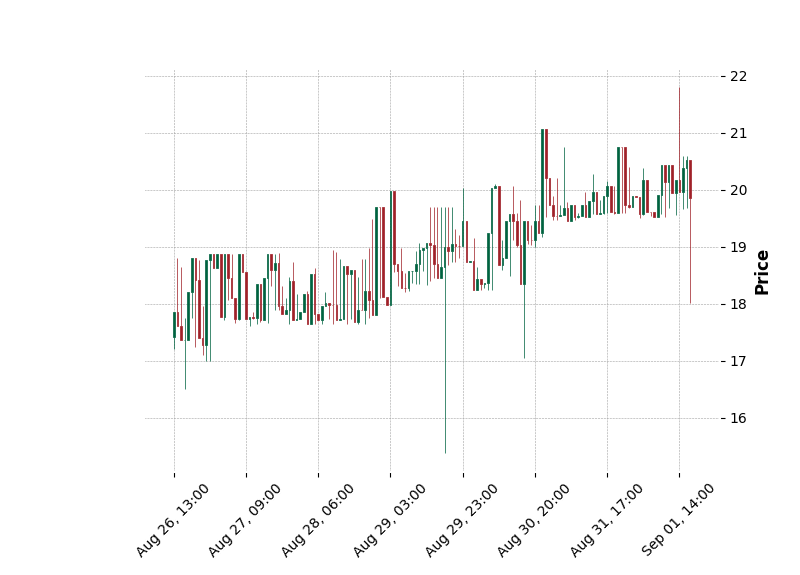 22
21
20
19
18
17
16
Price
Aug 26, 13:00
Aug 27, 09:00
Aug 28, 06:00
Aug 29, 03:00
Aug 29, 23:00
Aug 30, 20:00
Aug 31, 17:00
Sep 01, 14:00